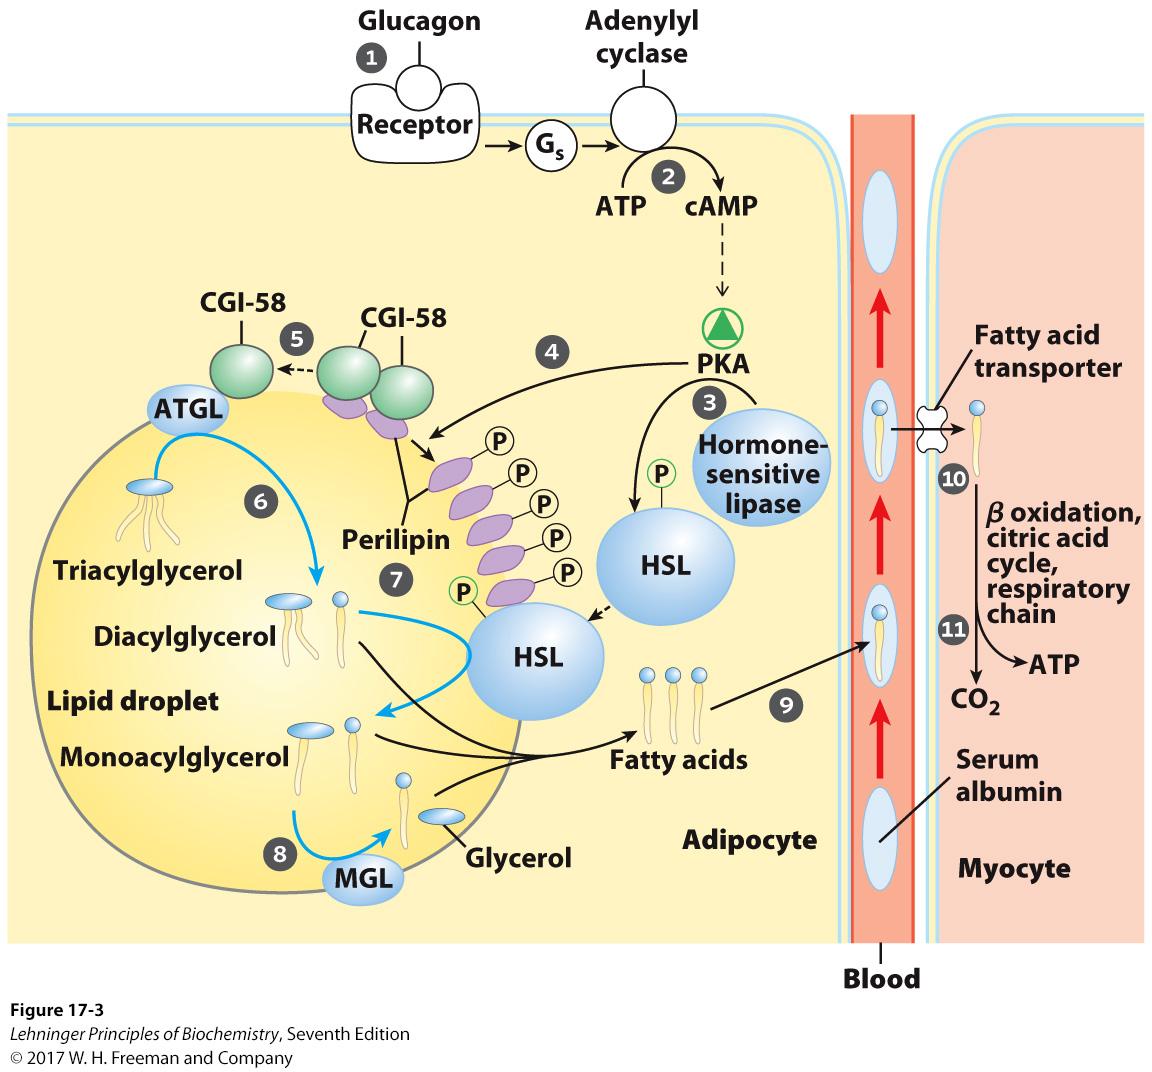 Glucagon
1
Receptor
Gs
Adenylyl
cyclase
2
ATP
cAMP
PKA
3
4
Hormone-
sensitive
lipase
P
HSL
CGI-58
5
CGI-58
ATGL
6
Triacylglycerol
Perilipin
7
P
P
P
P
P
P
HSL
Diacylglycerol
Lipid droplet
Monoacylglycerol
8
MGL
Glycerol
Fatty acids
9
Adipocyte
Fatty acid
transporter
10
β oxidation,
citric acid
cycle,
respiratory
chain
11
ATP
CO2
Serum
albumin
Myocyte
Blood
Figure 17-3
Lehninger Principles of Biochemistry, Seventh Edition
© 2017 W. H. Freeman and Company